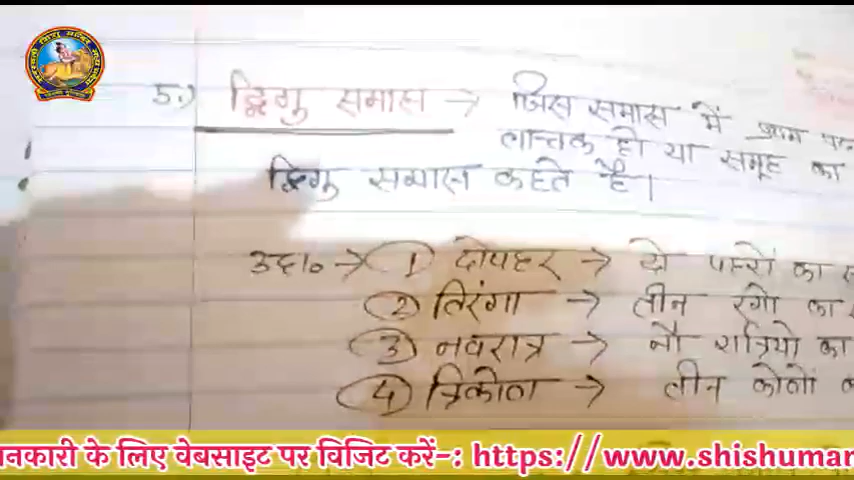 5.) द्विगु समास → जिस समास में प्रथम
लाचक हो या समूह का
द्विगु समास कहते है।
उदा० → ① दोपहर → दो पहरों का
② तिरंगा → तीन रंगो का
③ नवरात्र → नौ रात्रियो का
④ त्रिकोण → तीन कोणों
जानकारी के लिए वेबसाइट पर विजिट करें-: https://www.shishuman